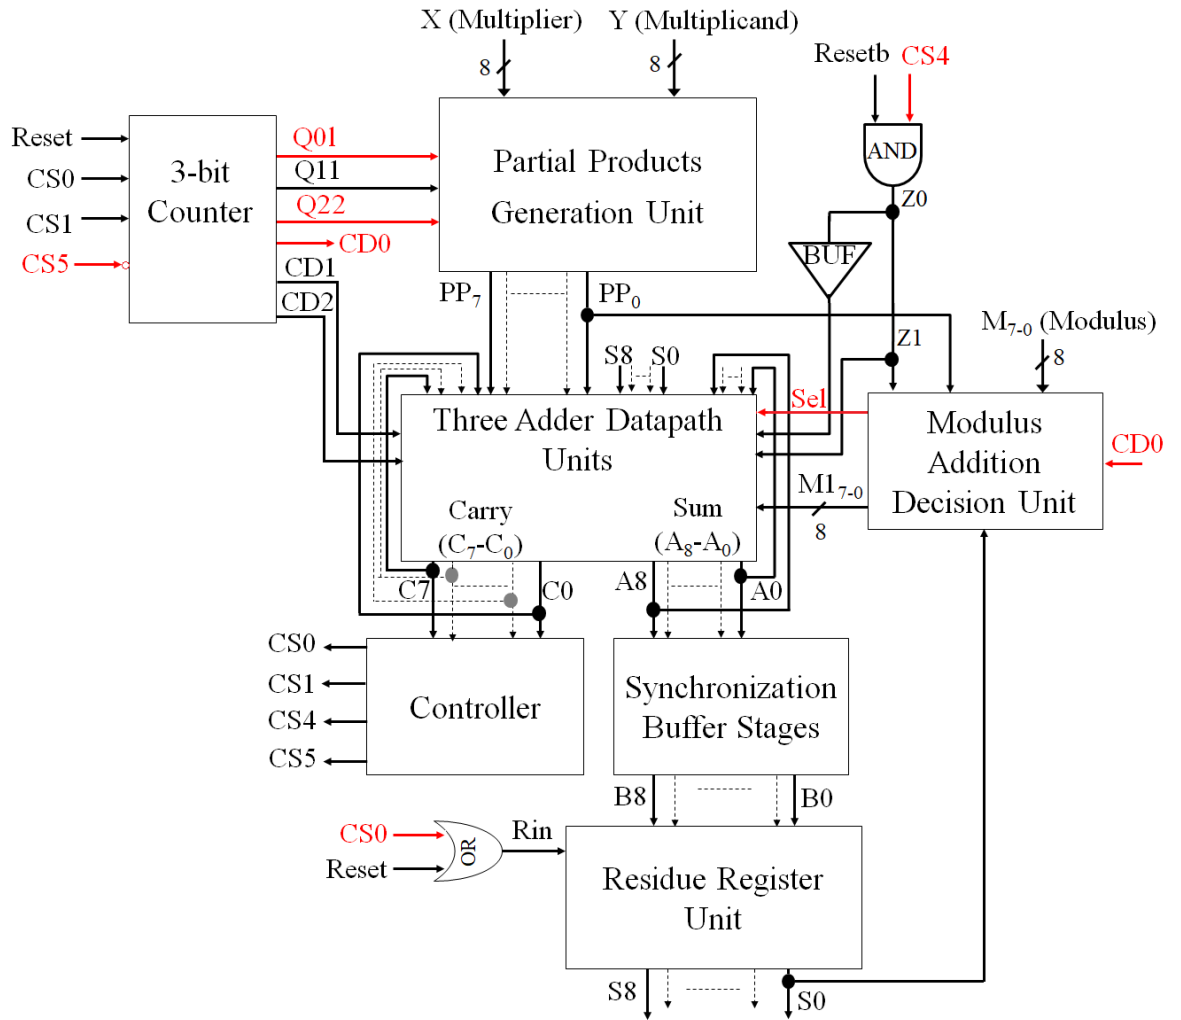 X (Multiplier)
Y (Multiplicand)
8
8
Resetb
CS4
AND
Z0
BUF
Z1
Reset
CS0
CS1
CS5
3-bit
Counter
Q01
Q11
Q22
CD0
CD1
CD2
Partial Products
Generation Unit
PP7
PP0
S8
S0
M7-0 (Modulus)
8
Sel
Modulus
Addition
Decision Unit
CD0
M17-0
8
Three Adder Datapath
Units
Carry
(C7-C0)
Sum
(A8-A0)
C7
C0
A8
A0
CS0
CS1
CS4
CS5
Controller
Synchronization
Buffer Stages
B8
B0
CS0
Reset
OR
Rin
Residue Register
Unit
S8
S0